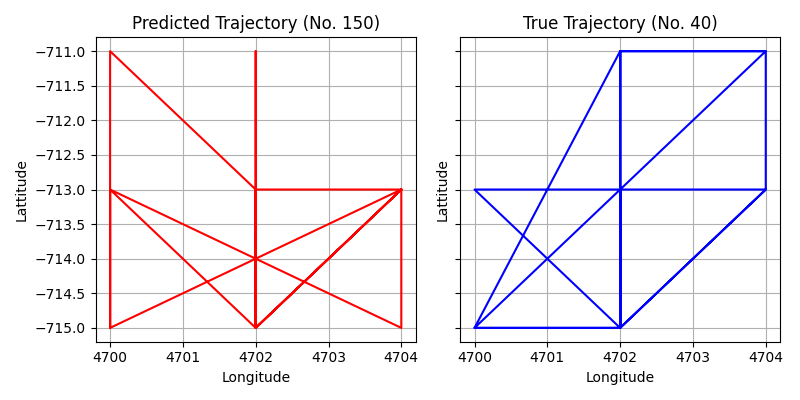 Predicted Trajectory (No. 150)
True Trajectory (No. 40)
−711.0
−711.5
−712.0
−712.5
−713.0
−713.5
−714.0
−714.5
−715.0
Lattitude
Lattitude
4700 4701 4702 4703 4704
4700 4701 4702 4703 4704
Longitude
Longitude